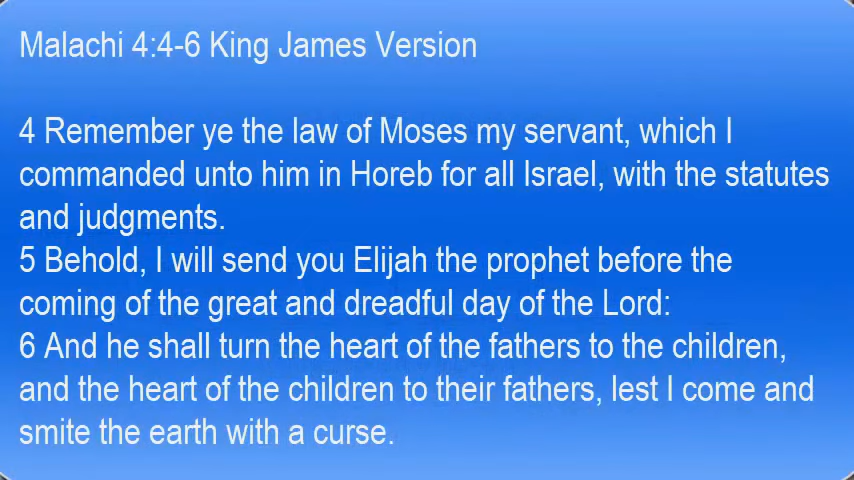 Malachi 4:4-6 King James Version
4 Remember ye the law of Moses my servant, which I
commanded unto him in Horeb for all Israel, with the statutes
and judgments.
5 Behold, I will send you Elijah the prophet before the
coming of the great and dreadful day of the Lord:
6 And he shall turn the heart of the fathers to the children,
and the heart of the children to their fathers, lest I come and
smite the earth with a curse.